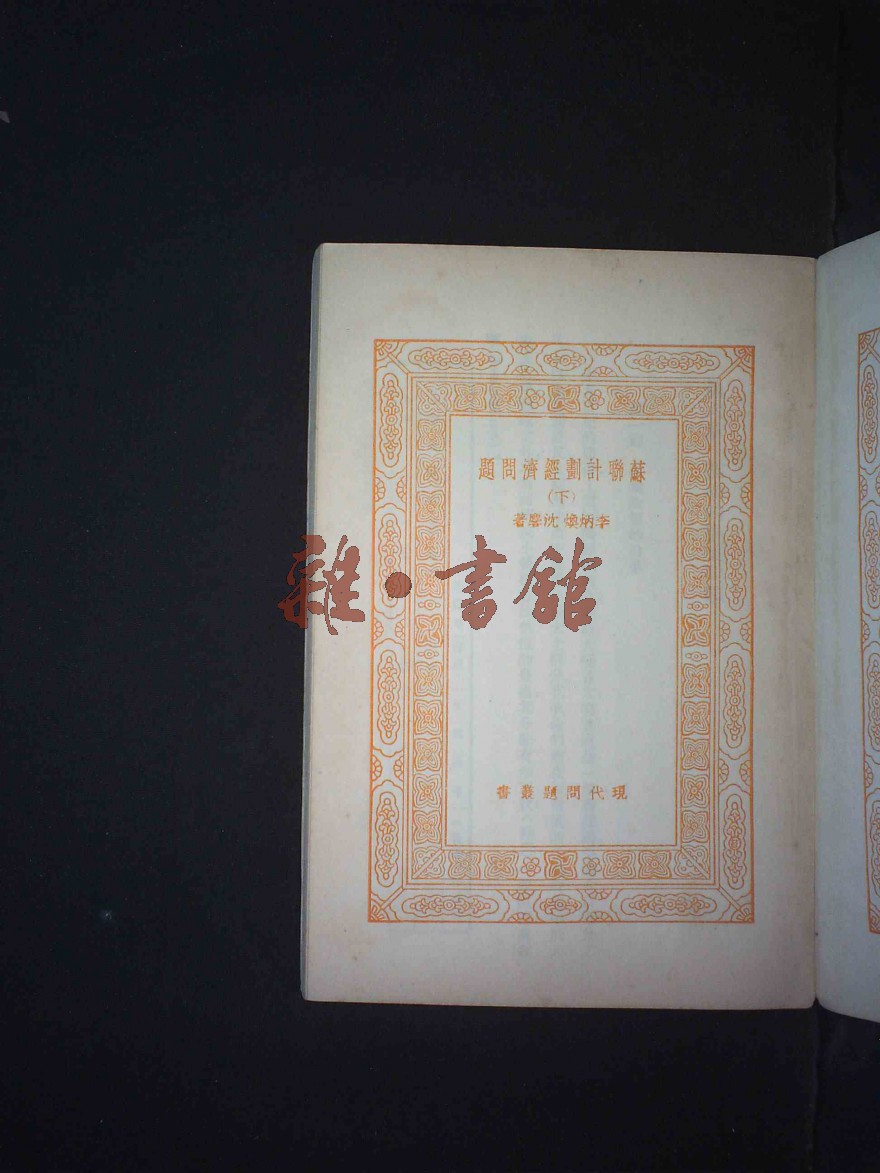 蘇聯計劃經濟問題
(下)
李炳煥 沈麐著
雜·書館
現代問題叢書